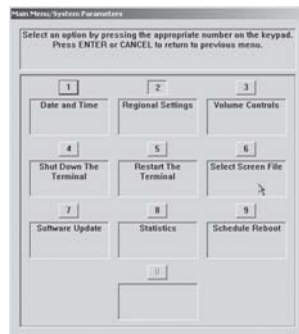 Main Menu/System Parameters
Select an option by pressing the appropriate number on the keypad.
Press ENTER or CANCEL to return to previous menu.
1 2 3
Date and Time Regional Settings Volume Controls
4 5 6
Shut Down The Restart The Select Screen File
Terminal Terminal
7 8 9
Software Update Statistics Schedule Reboot
0